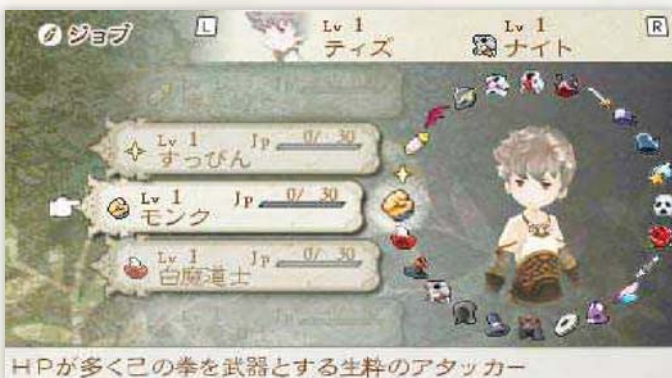 ジョブ
L
Lv 1
ティズ
Lv 1
ナイト
R
Lv 1 Jp 0/ 30
すっぴん
Lv 1 Jp 0/ 30
モンク
Lv 1 Jp 0/ 30
白魔道士
HPが多く己の拳を武器とする生粋のアタッカー